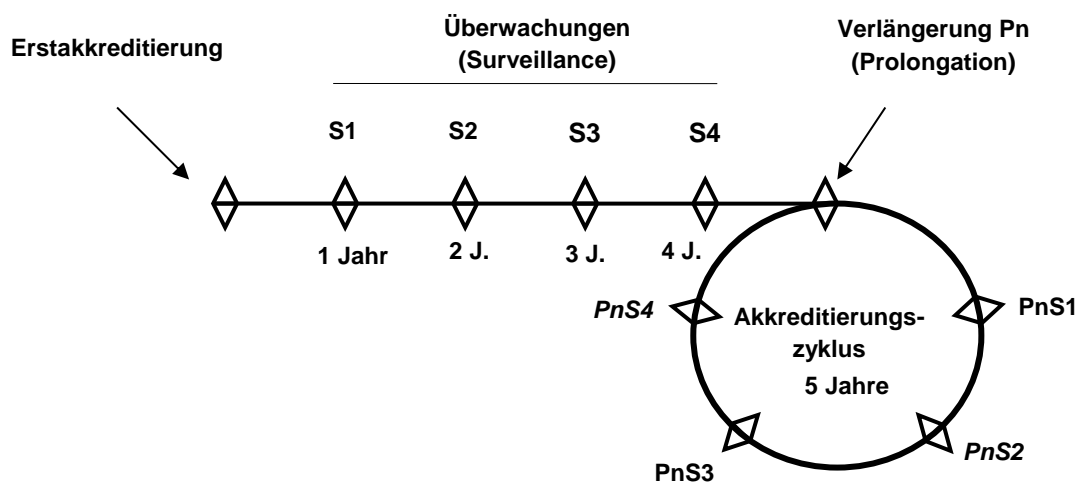 Erstakkreditierung
Überwachungen
(Surveillance)
Verlängerung Pn
(Prolongation)
S1
S2
S3
S4
1 Jahr
2 J.
3 J.
4 J.
PnS4
Akkreditierungs-
zyklus
5 Jahre
PnS1
PnS3
PnS2